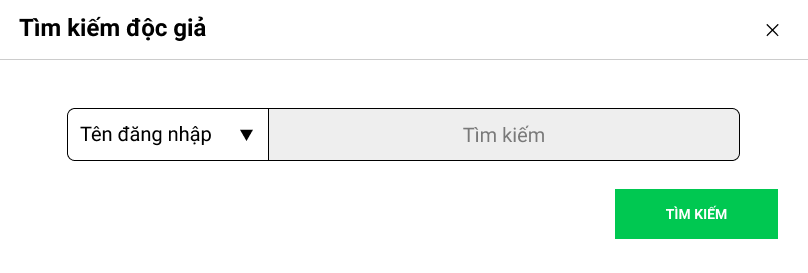 Tìm kiếm độc giả
Tên đăng nhập
Tìm kiếm
TÌM KIẾM